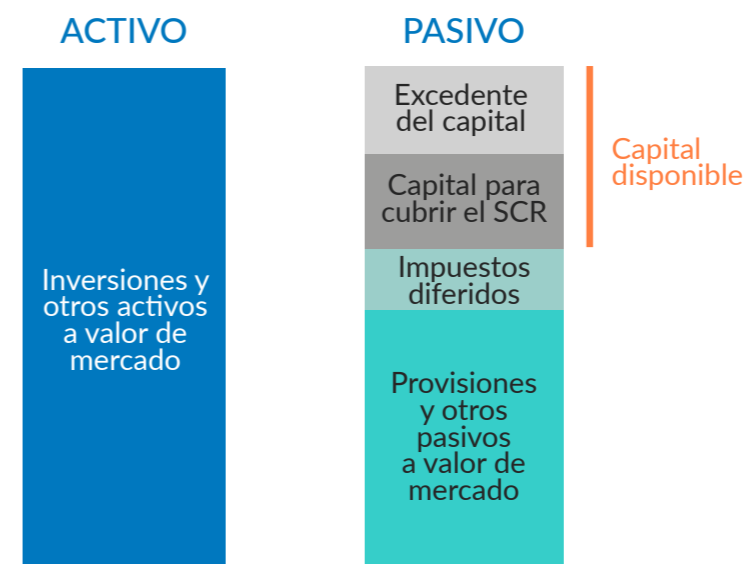 ACTIVO
PASIVO
Inversiones y
otros activos
a valor de
mercado
Excedente
del capital
Capital para
cubrir el SCR
Impuestos
diferidos
Provisiones
y otros
pasivos
a valor de
mercado
Capital
disponible